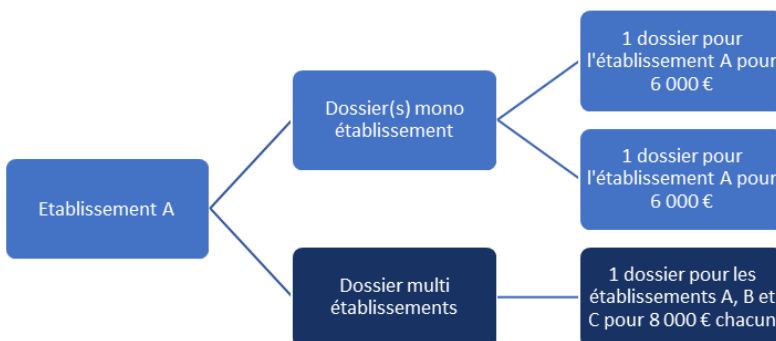 Etablissement A
Dossier(s) mono
établissement
1 dossier pour
l'établissement A pour
6 000 €
1 dossier pour
l'établissement A pour
6 000 €
Dossier multi
établissements
1 dossier pour les
établissements A, B et
C pour 8 000 € chacun